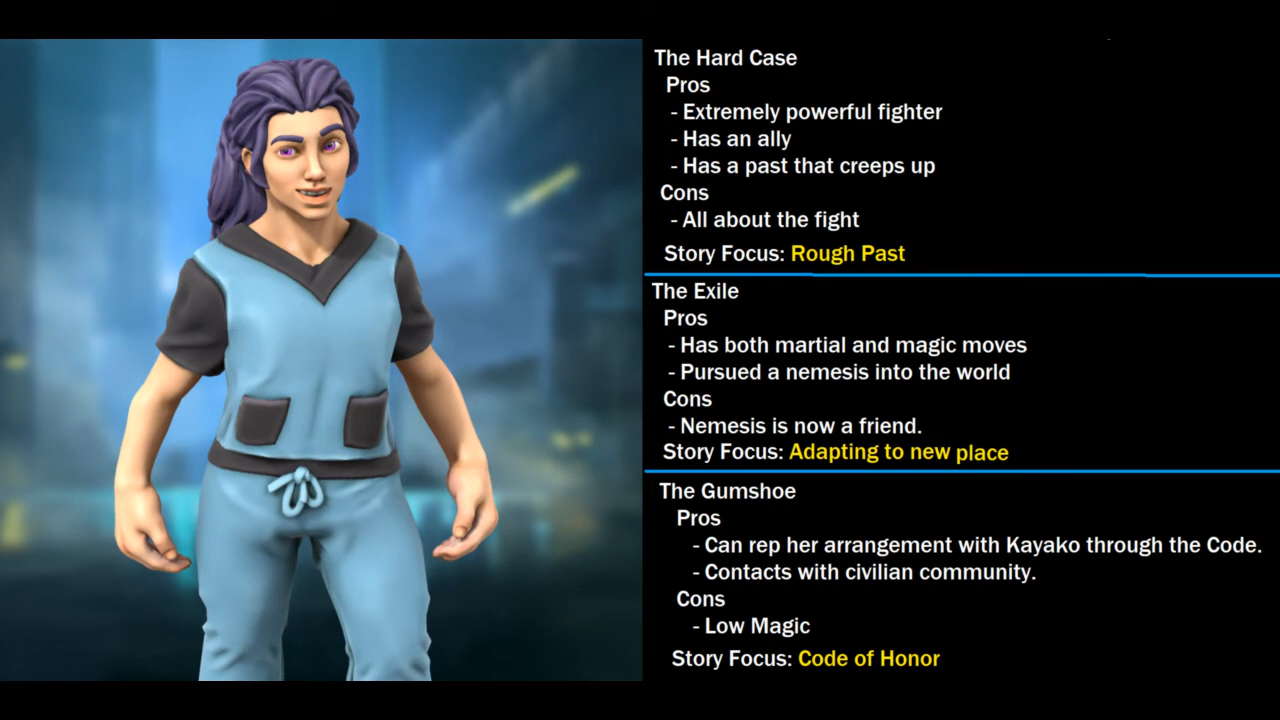 The Hard Case
Pros
- Extremely powerful fighter
- Has an ally
- Has a past that creeps up
Cons
- All about the fight
Story Focus: Rough Past
The Exile
Pros
- Has both martial and magic moves
- Pursued a nemesis into the world
Cons
- Nemesis is now a friend.
Story Focus: Adapting to new place
The Gumshoe
Pros
- Can rep her arrangement with Kayako through the Code.
- Contacts with civilian community.
Cons
- Low Magic
Story Focus: Code of Honor